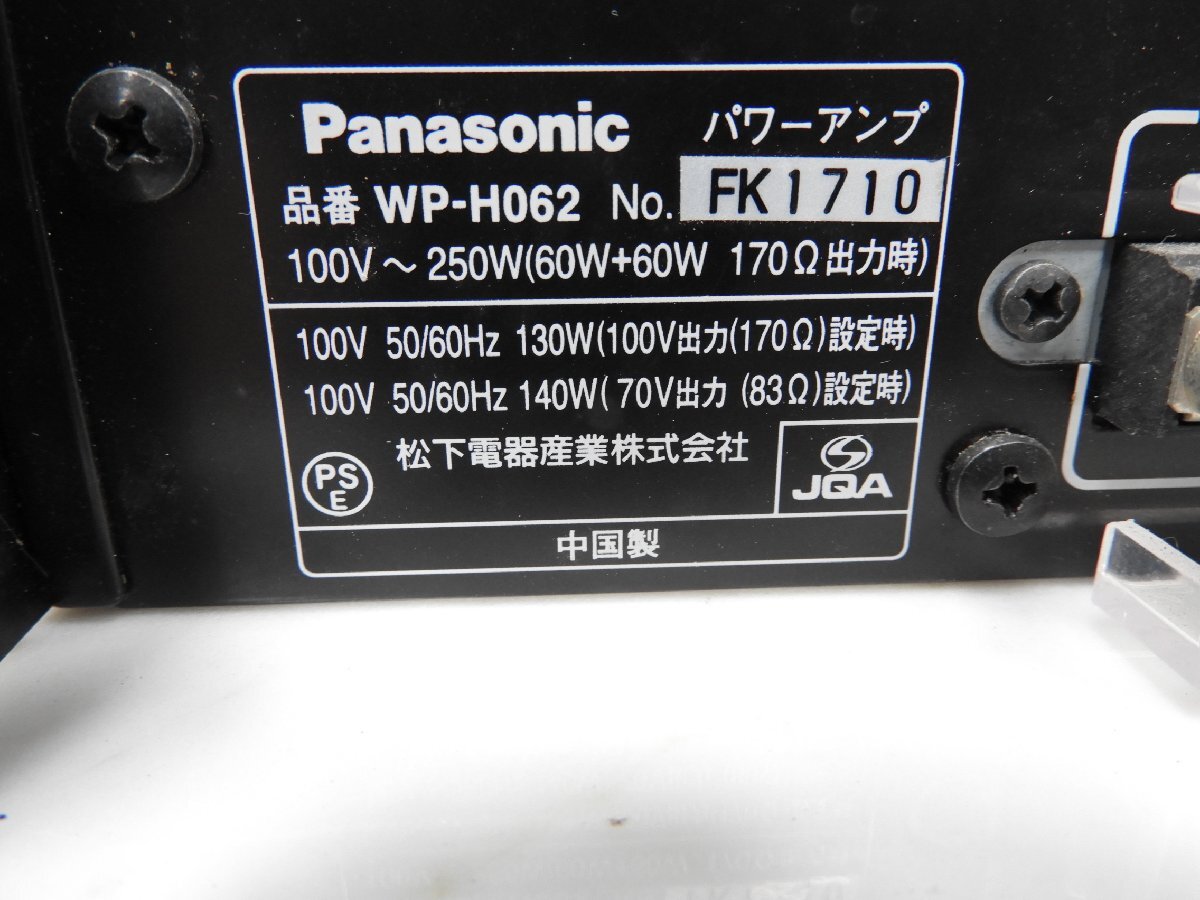 Panasonic パワーアンプ
品番 WP-H062 No. FK1710
100V～250W(60W+60W 170Ω出力時)
100V 50/60Hz 130W(100V出力(170Ω)設定時)
100V 50/60Hz 140W( 70V出力 (83Ω)設定時)
松下電器産業株式会社
PS
E
JQA
中国製